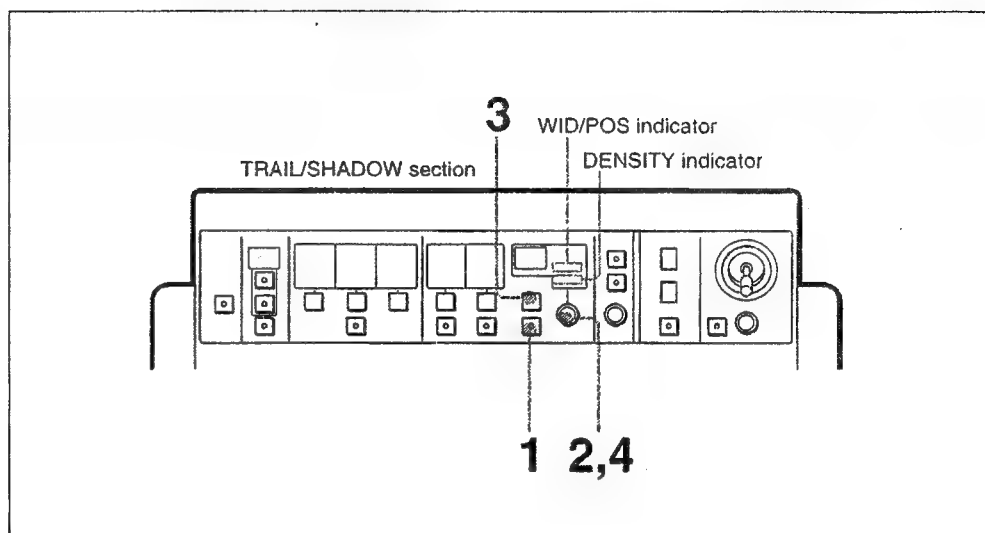 3
WID/POS indicator
TRAIL/SHADOW section
DENSITY indicator
1
2,4